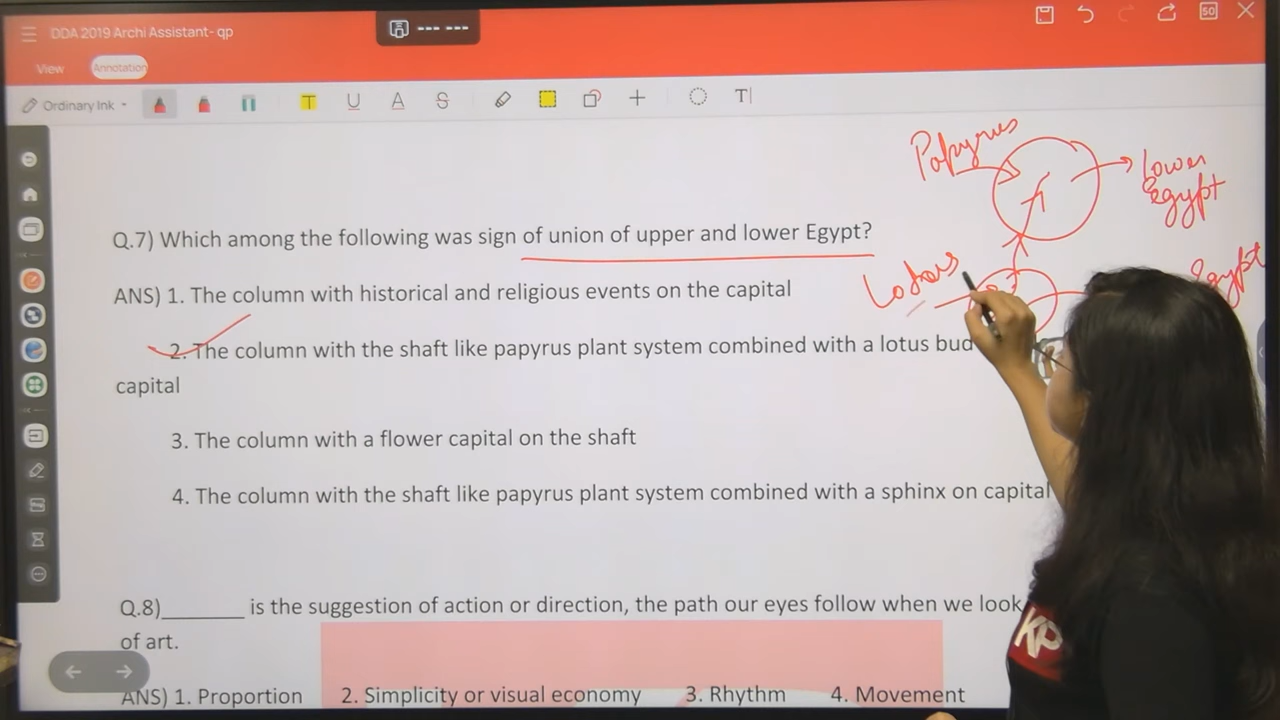 DDA 2019 Archi Assistant- qp
50
View
Annotation
Ordinary Ink
T U A S T
Papyrus
Lower
egypt
Q.7) Which among the following was sign of union of upper and lower Egypt?
Lotus
egypt
ANS) 1. The column with historical and religious events on the capital
2. The column with the shaft like papyrus plant system combined with a lotus bud
capital
3. The column with a flower capital on the shaft
4. The column with the shaft like papyrus plant system combined with a sphinx on capital
Q.8)_______ is the suggestion of action or direction, the path our eyes follow when we look
of art.
ANS) 1. Proportion 2. Simplicity or visual economy 3. Rhythm 4. Movement
KP